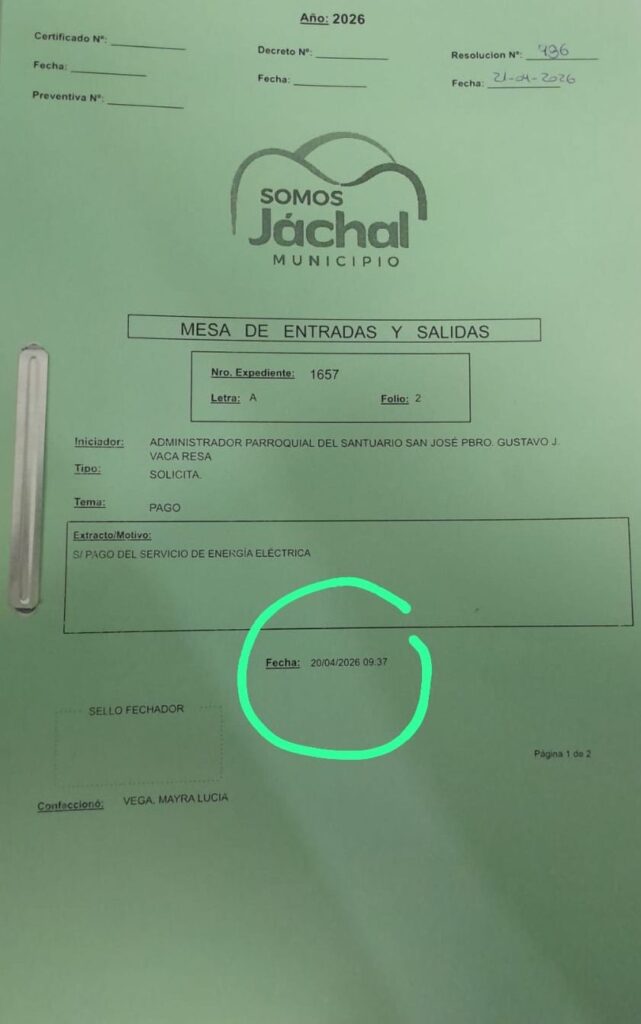 Año: 2026
Certificado Nº:
Decreto Nº:
Resolucion Nº: 496
Fecha:
Fecha:
Fecha: 21-04-2026
Preventiva Nº:
SOMOS
Jáchal
MUNICIPIO
MESA DE ENTRADAS Y SALIDAS
Nro. Expediente: 1657
Letra: A Folio: 2
Iniciador: ADMINISTRADOR PARROQUIAL DEL SANTUARIO SAN JOSÉ PBRO. GUSTAVO J.
VACA RESA
Tipo: SOLICITA.
Tema: PAGO
Extracto/Motivo:
S/ PAGO DEL SERVICIO DE ENERGÍA ELÉCTRICA
Fecha: 20/04/2026 09.37
SELLO FECHADOR
Página 1 de 2
Confeccionó: VEGA, MAYRA LUCIA